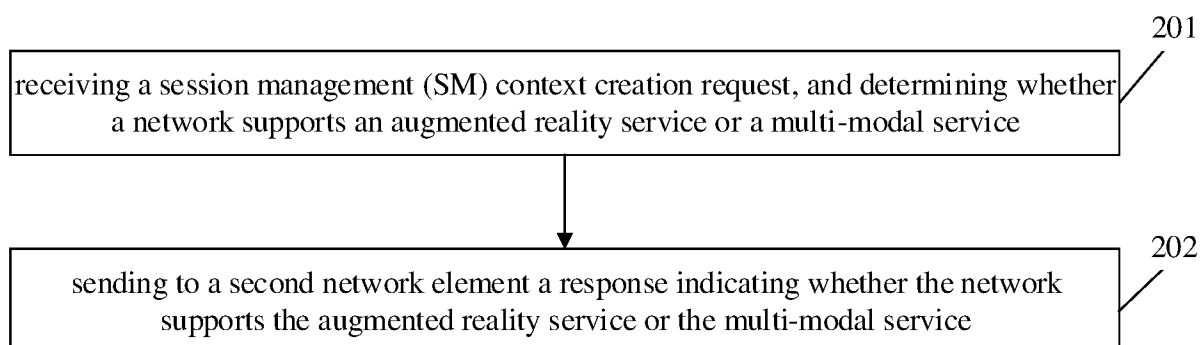 201
receiving a session management (SM) context creation request, and determining whether
a network supports an augmented reality service or a multi-modal service
202
sending to a second network element a response indicating whether the network
supports the augmented reality service or the multi-modal service